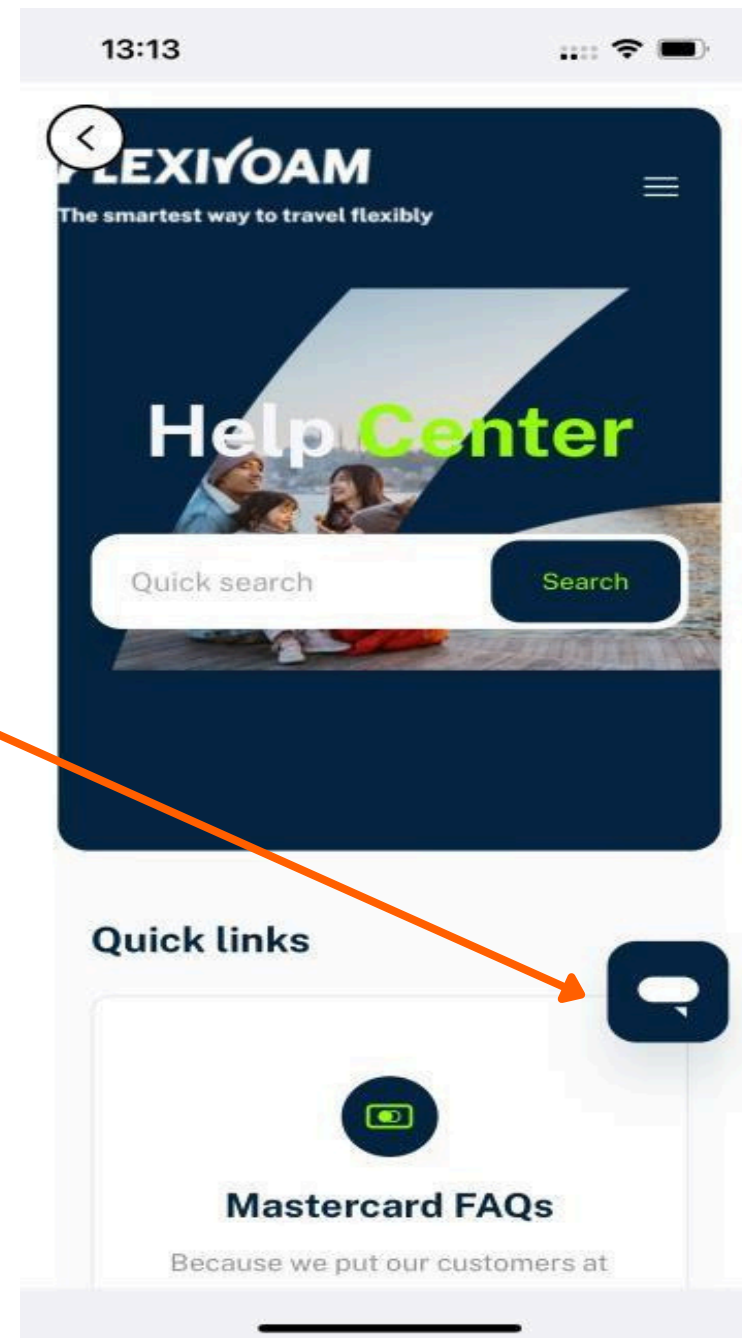 13:13
FLEXIROAM
The smartest way to travel flexibly
Help Center
Quick search
Search
Quick links
Mastercard FAQs
Because we put our customers at